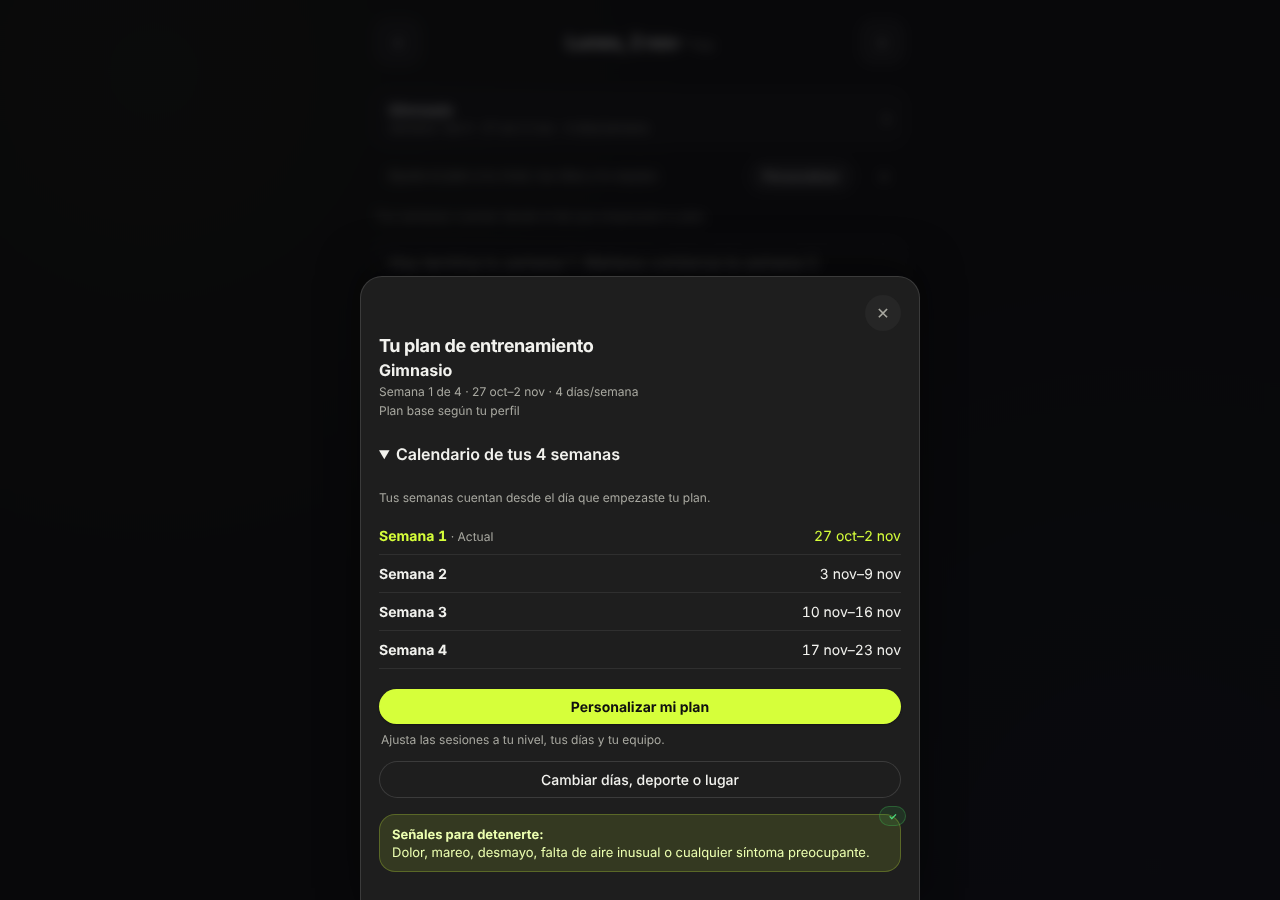 Tu plan de entrenamiento
Gimnasio
Semana 1 de 4 · 27 oct–2 nov · 4 días/semana
Plan base según tu perfil
▼ Calendario de tus 4 semanas
Tus semanas cuentan desde el día que empezaste tu plan.
Semana 1 · Actual 27 oct–2 nov
Semana 2 3 nov–9 nov
Semana 3 10 nov–16 nov
Semana 4 17 nov–23 nov
Personalizar mi plan
Ajusta las sesiones a tu nivel, tus días y tu equipo.
Cambiar días, deporte o lugar
Señales para detenerte:
Dolor, mareo, desmayo, falta de aire inusual o cualquier síntoma preocupante.